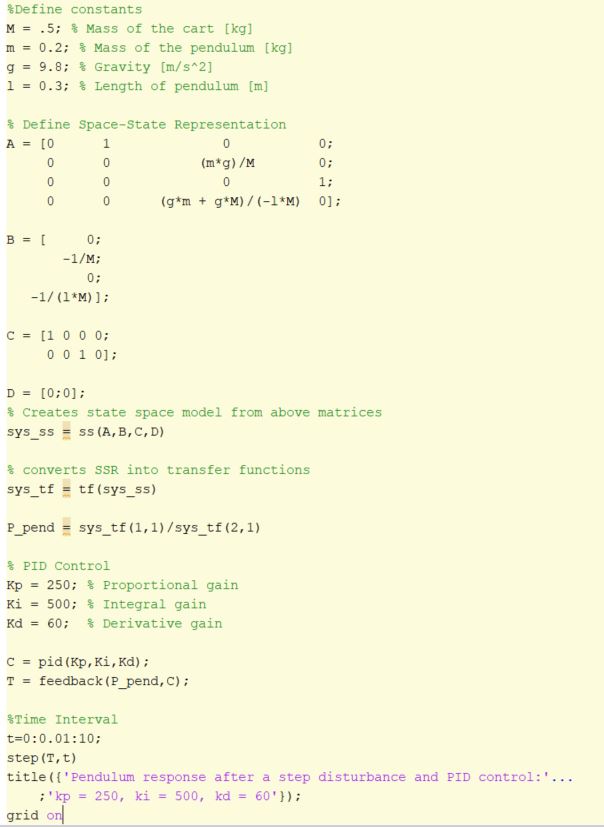 %Define constants
M = .5; % Mass of the cart [kg]
m = 0.2; % Mass of the pendulum [kg]
g = 9.8; % Gravity [m/s^2]
l = 0.3; % Length of pendulum [m]
% Define Space-State Representation
A = [0 1 0 0;
0 0 (m*g)/M 0;
0 0 0 1;
0 0 (g*m + g*M)/(-l*M) 0];
B = [ 0;
-1/M;
0;
-1/(l*M)];
C = [1 0 0 0;
0 0 1 0];
D = [0;0];
% Creates state space model from above matrices
sys_ss = ss(A,B,C,D)
% converts SSR into transfer functions
sys_tf = tf(sys_ss)
P_pend = sys_tf(1,1)/sys_tf(2,1)
% PID Control
Kp = 250; % Proportional gain
Ki = 500; % Integral gain
Kd = 60; % Derivative gain
C = pid(Kp,Ki,Kd);
T = feedback(P_pend,C);
%Time Interval
t=0:0.01:10;
step(T,t)
title({'Pendulum response after a step disturbance and PID control:'...
;'kp = 250, ki = 500, kd = 60'});
grid on